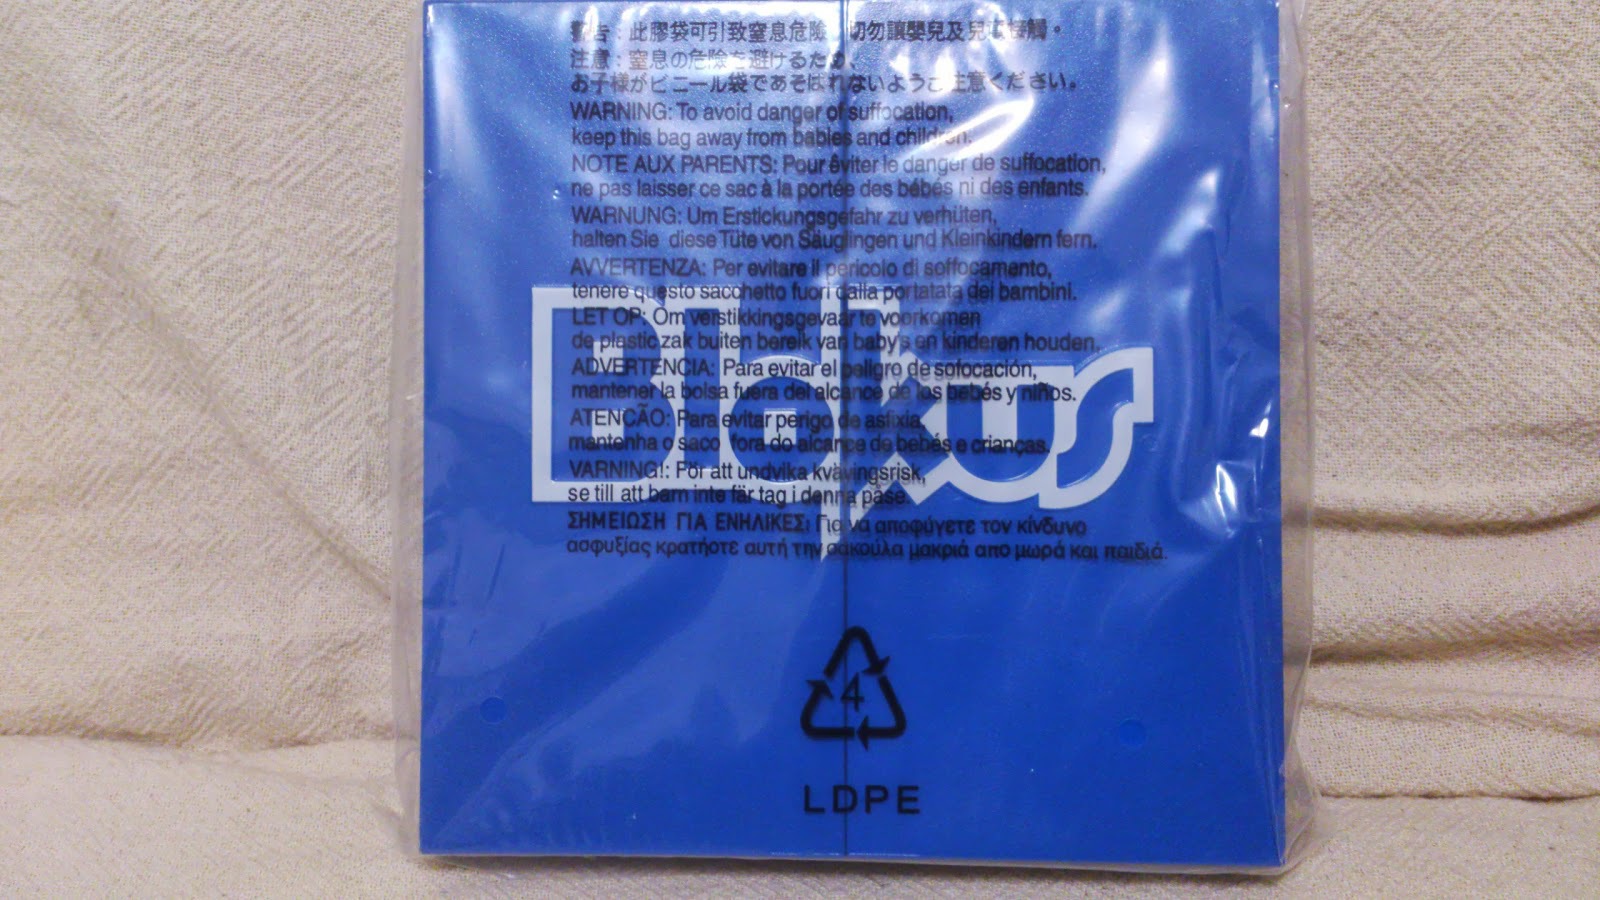 警告：此膠袋可引致窒息危險 切勿讓嬰兒及兒童接觸。
注意：窒息の危険を避けるため、
お子様がビニール袋であそばれないようご注意ください。
WARNING: To avoid danger of suffocation,
keep this bag away from babies and children.
NOTE AUX PARENTS: Pour êviter le danger de suffocation,
ne pas laisser ce sac à la portée des bébés ni des enfants.
WARNUNG: Um Erstickungsgefahr zu verhüten,
halten Sie diese Tüte von Säuglingen und Kleinkindern fern.
AVVERTENZA: Per evitare il pericolo di soffocamento,
tenere questo sacchetto fuori dalla portatata dei bambini.
LET OP: Om verstikkingsgevaar te voorkomen
de plastic zak buiten bereik van baby's en kinderen houden.
ADVERTENCIA: Para evitar el peligro de sofocación,
mantener la bolsa fuera del alcance de los bebés y niños.
ATENCÃO: Para evitar perigo de asfixia,
mantenha o saco fora do alcance de bebés e crianças.
VARNING!: För att undvika kvävingsrisk,
se till att barn inte får tag i denna påse.
ΣΗΜΕΙΩΣΗ ΓΙΑ ΕΝΗΛΙΚΕΣ: Για να αποφύγετε τον κίνδυνο
ασφυξίας κρατήστε αυτή την σακούλα μακριά απο μωρά και παιδιά.
Blokus
4
LDPE